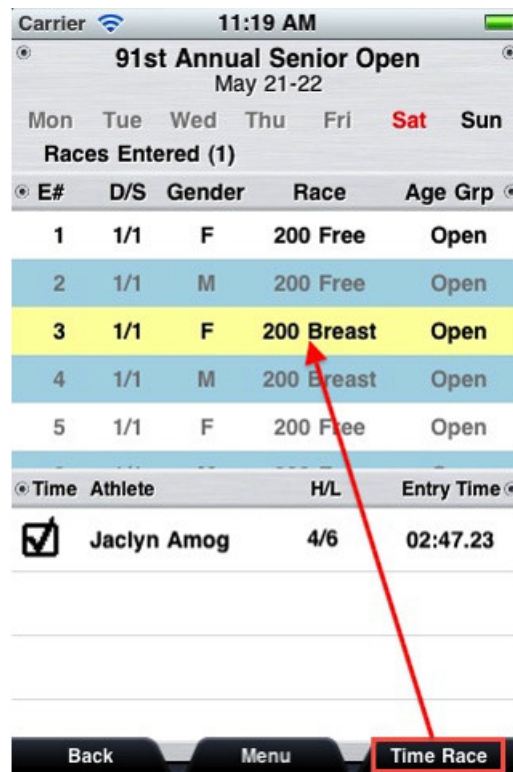 Carrier 11:19 AM
91st Annual Senior Open
May 21-22
Mon Tue Wed Thu Fri Sat Sun
Races Entered (1)
E# D/S Gender Race Age Grp
1 1/1 F 200 Free Open
2 1/1 M 200 Free Open
3 1/1 F 200 Breast Open
4 1/1 M 200 Breast Open
5 1/1 F 200 Free Open
Time Athlete H/L Entry Time
Jaclyn Amog 4/6 02:47.23
Back Menu Time Race